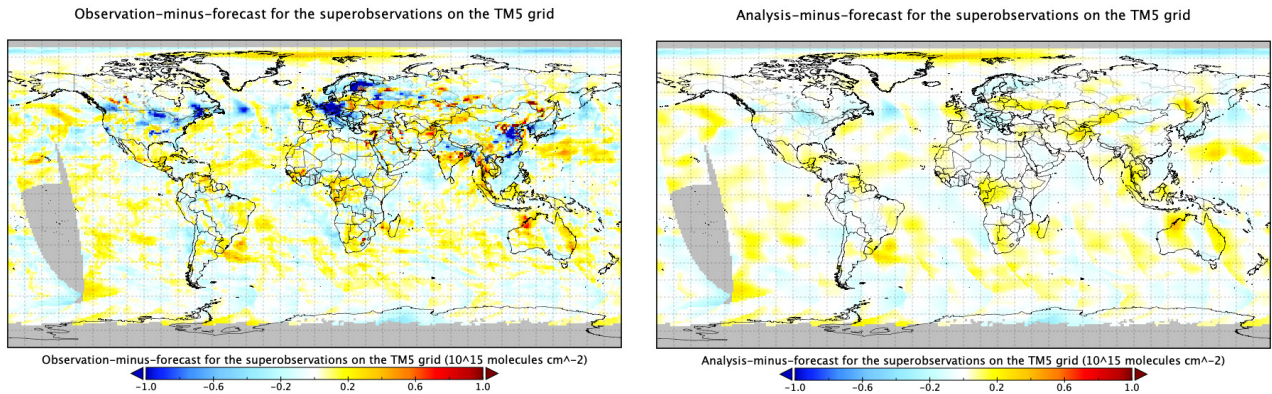 Observation-minus-forecast for the superobservations on the TM5 grid
Observation-minus-forecast for the superobservations on the TM5 grid (10^15 molecules cm^-2)
-1.0 -0.6 -0.2 0.2 0.6 1.0
Analysis-minus-forecast for the superobservations on the TM5 grid
Analysis-minus-forecast for the superobservations on the TM5 grid (10^15 molecules cm^-2)
-1.0 -0.6 -0.2 0.2 0.6 1.0